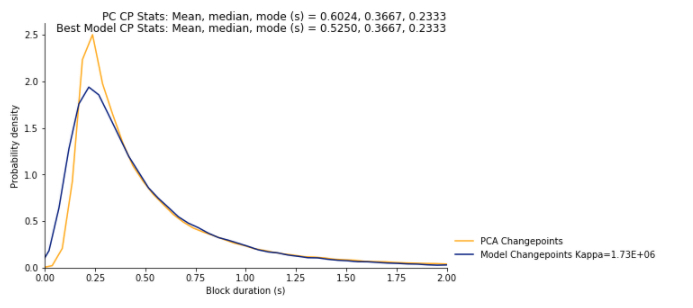 PC CP Stats: Mean, median, mode (s) = 0.6024, 0.3667, 0.2333
Best Model CP Stats: Mean, median, mode (s) = 0.5250, 0.3667, 0.2333
2.5
2.0
1.5
1.0
0.5
0.0
Probability density
0.00 0.25 0.50 0.75 1.00 1.25 1.50 1.75 2.00
Block duration (s)
PCA Changepoints
Model Changepoints Kappa=1.73E+06